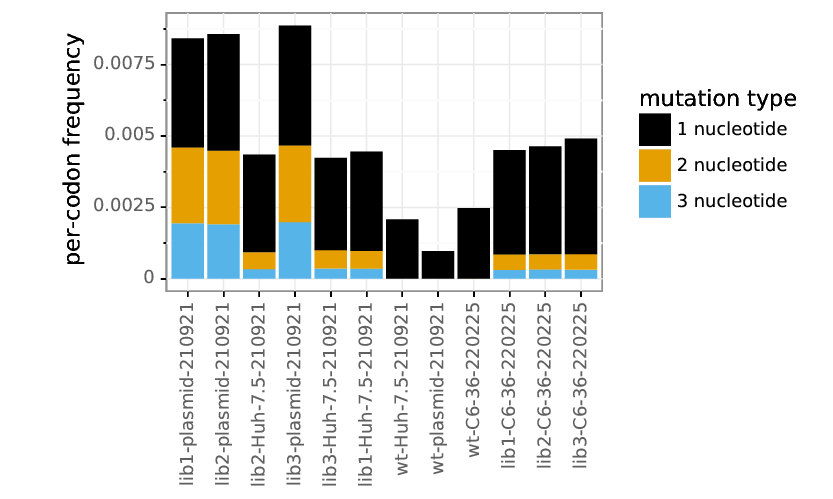 per-codon frequency
0.0075
0.005
0.0025
0
lib1-plasmid-210921
lib2-plasmid-210921
lib2-Huh-7.5-210921
lib3-plasmid-210921
lib3-Huh-7.5-210921
lib1-Huh-7.5-210921
wt-Huh-7.5-210921
wt-plasmid-210921
wt-C6-36-220225
lib1-C6-36-220225
lib2-C6-36-220225
lib3-C6-36-220225
mutation type
1 nucleotide
2 nucleotide
3 nucleotide